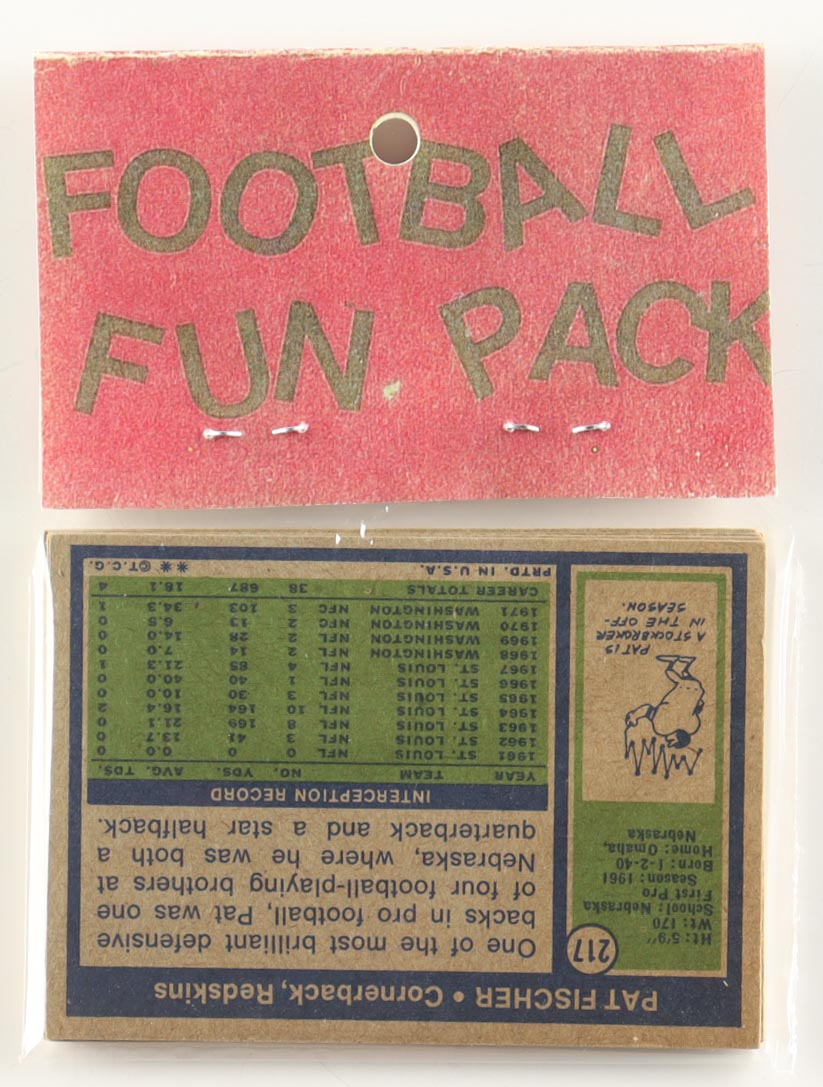 FOOTBALL
FUN PACK
PAT FISCHER • Cornerback, Redskins
217
Ht: 5'9"
Wt: 170
School: Nebraska
First Pro
Season: 1961
Born: 1-2-40
Home: Omaha,
Nebraska
PAT IS
A STOCKBROKER
IN THE OFF-
SEASON.
One of the most brilliant defensive
backs in pro football, Pat was one
of four football-playing brothers at
Nebraska, where he was both a
quarterback and a star halfback.
INTERCEPTION RECORD
YEAR TEAM NO. YDS. AVG. TDS.
1961 ST. LOUIS NFL 0 0 0.0 0
1962 ST. LOUIS NFL 3 41 13.7 0
1963 ST. LOUIS NFL 8 169 21.1 0
1964 ST. LOUIS NFL 10 164 16.4 2
1965 ST. LOUIS NFL 3 30 10.0 0
1966 ST. LOUIS NFL 1 40 40.0 0
1967 ST. LOUIS NFL 4 85 21.3 1
1968 WASHINGTON NFL 2 14 7.0 0
1969 WASHINGTON NFL 2 28 14.0 0
1970 WASHINGTON NFC 2 13 6.5 0
1971 WASHINGTON NFC 3 103 34.3 1
CAREER TOTALS 38 687 18.1 4
PRTD. IN U.S.A. * * ©T.C.G.